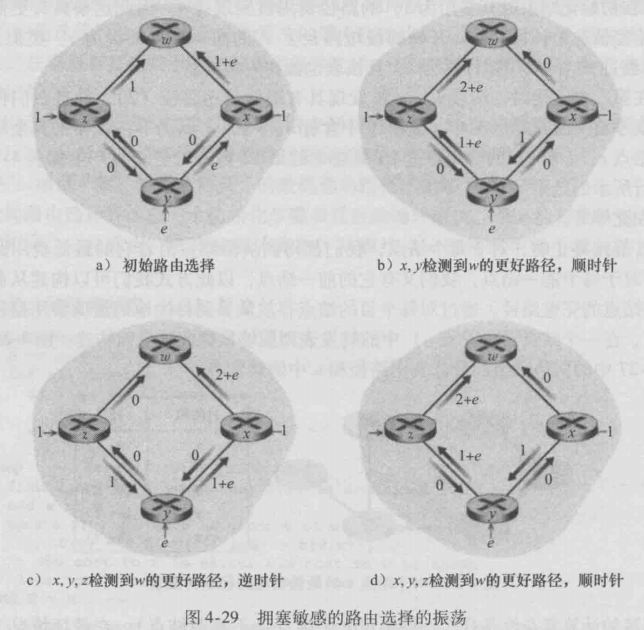 w w
1 1+e 2+e 0
1 z x 1 1 z x 1
0 0 1+e 1
0 e 0 0
y y
e e
a) 初始路由选择 b) x, y检测到w的更好路径,顺时针
w w
0 2+e 2+e 0
1 z x 1 1 z x 1
0 0 1+e 1
1 1+e 0 0
y y
e e
c) x, y, z检测到w的更好路径,逆时针 d) x, y, z检测到w的更好路径,顺时针
图4-29 拥塞敏感的路由选择的振荡